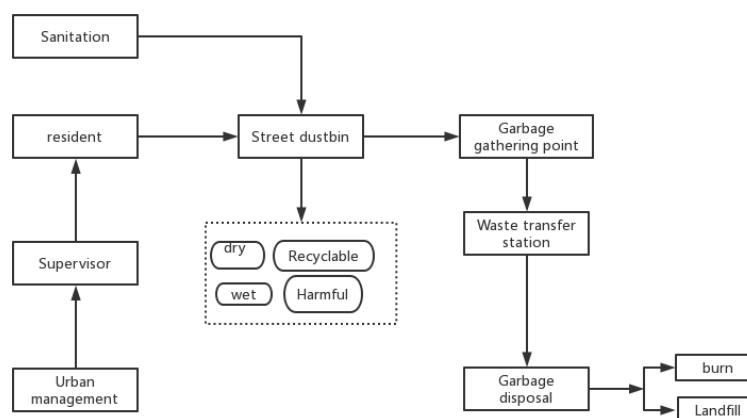 Sanitation
resident
Street dustbin
Garbage
gathering point
dry
Recyclable
wet
Harmful
Supervisor
Waste transfer
station
Urban
management
Garbage
disposal
burn
Landfill